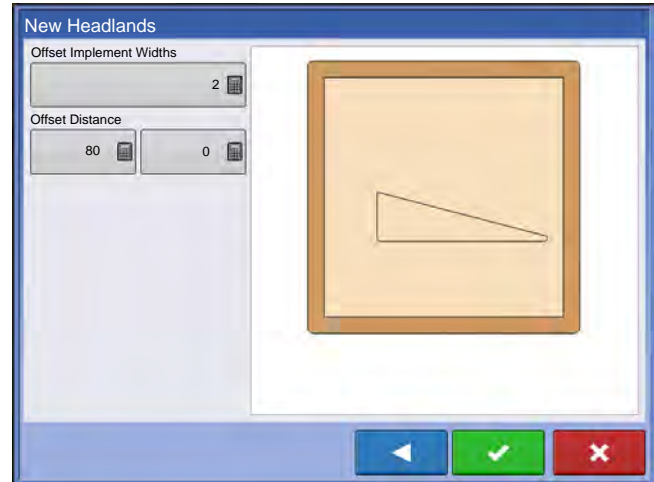 New Headlands
Offset Implement Widths
2
Offset Distance
80 0